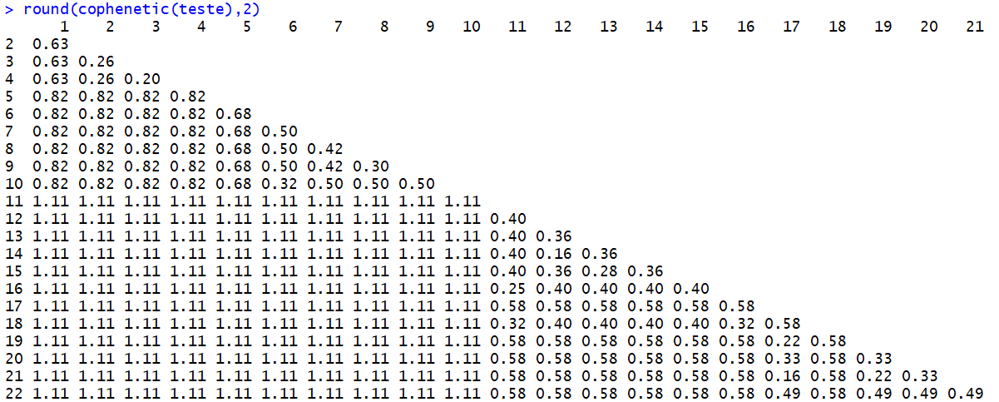 > round(cophenetic(teste),2)
1 2 3 4 5 6 7 8 9 10 11 12 13 14 15 16 17 18 19 20 21
2 0.63
3 0.63 0.26
4 0.63 0.26 0.20
5 0.82 0.82 0.82 0.82
6 0.82 0.82 0.82 0.82 0.68
7 0.82 0.82 0.82 0.82 0.68 0.50
8 0.82 0.82 0.82 0.82 0.68 0.50 0.42
9 0.82 0.82 0.82 0.82 0.68 0.50 0.42 0.30
10 0.82 0.82 0.82 0.82 0.68 0.32 0.50 0.50 0.50
11 1.11 1.11 1.11 1.11 1.11 1.11 1.11 1.11 1.11 1.11
12 1.11 1.11 1.11 1.11 1.11 1.11 1.11 1.11 1.11 1.11 0.40
13 1.11 1.11 1.11 1.11 1.11 1.11 1.11 1.11 1.11 1.11 0.40 0.36
14 1.11 1.11 1.11 1.11 1.11 1.11 1.11 1.11 1.11 1.11 0.40 0.16 0.36
15 1.11 1.11 1.11 1.11 1.11 1.11 1.11 1.11 1.11 1.11 0.40 0.36 0.28 0.36
16 1.11 1.11 1.11 1.11 1.11 1.11 1.11 1.11 1.11 1.11 0.25 0.40 0.40 0.40 0.40
17 1.11 1.11 1.11 1.11 1.11 1.11 1.11 1.11 1.11 1.11 0.58 0.58 0.58 0.58 0.58 0.58
18 1.11 1.11 1.11 1.11 1.11 1.11 1.11 1.11 1.11 1.11 0.32 0.40 0.40 0.40 0.40 0.32 0.58
19 1.11 1.11 1.11 1.11 1.11 1.11 1.11 1.11 1.11 1.11 0.58 0.58 0.58 0.58 0.58 0.58 0.22 0.58
20 1.11 1.11 1.11 1.11 1.11 1.11 1.11 1.11 1.11 1.11 0.58 0.58 0.58 0.58 0.58 0.58 0.33 0.58 0.33
21 1.11 1.11 1.11 1.11 1.11 1.11 1.11 1.11 1.11 1.11 0.58 0.58 0.58 0.58 0.58 0.58 0.16 0.58 0.22 0.33
22 1.11 1.11 1.11 1.11 1.11 1.11 1.11 1.11 1.11 1.11 0.58 0.58 0.58 0.58 0.58 0.58 0.49 0.58 0.49 0.49 0.49